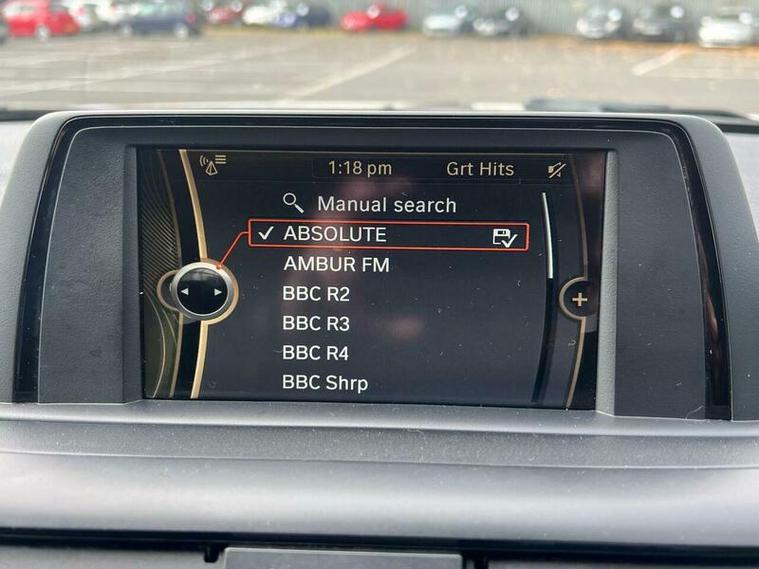 1:18 pm Grt Hits
Manual search
ABSOLUTE
AMBUR FM
BBC R2
BBC R3
BBC R4
BBC Shrp